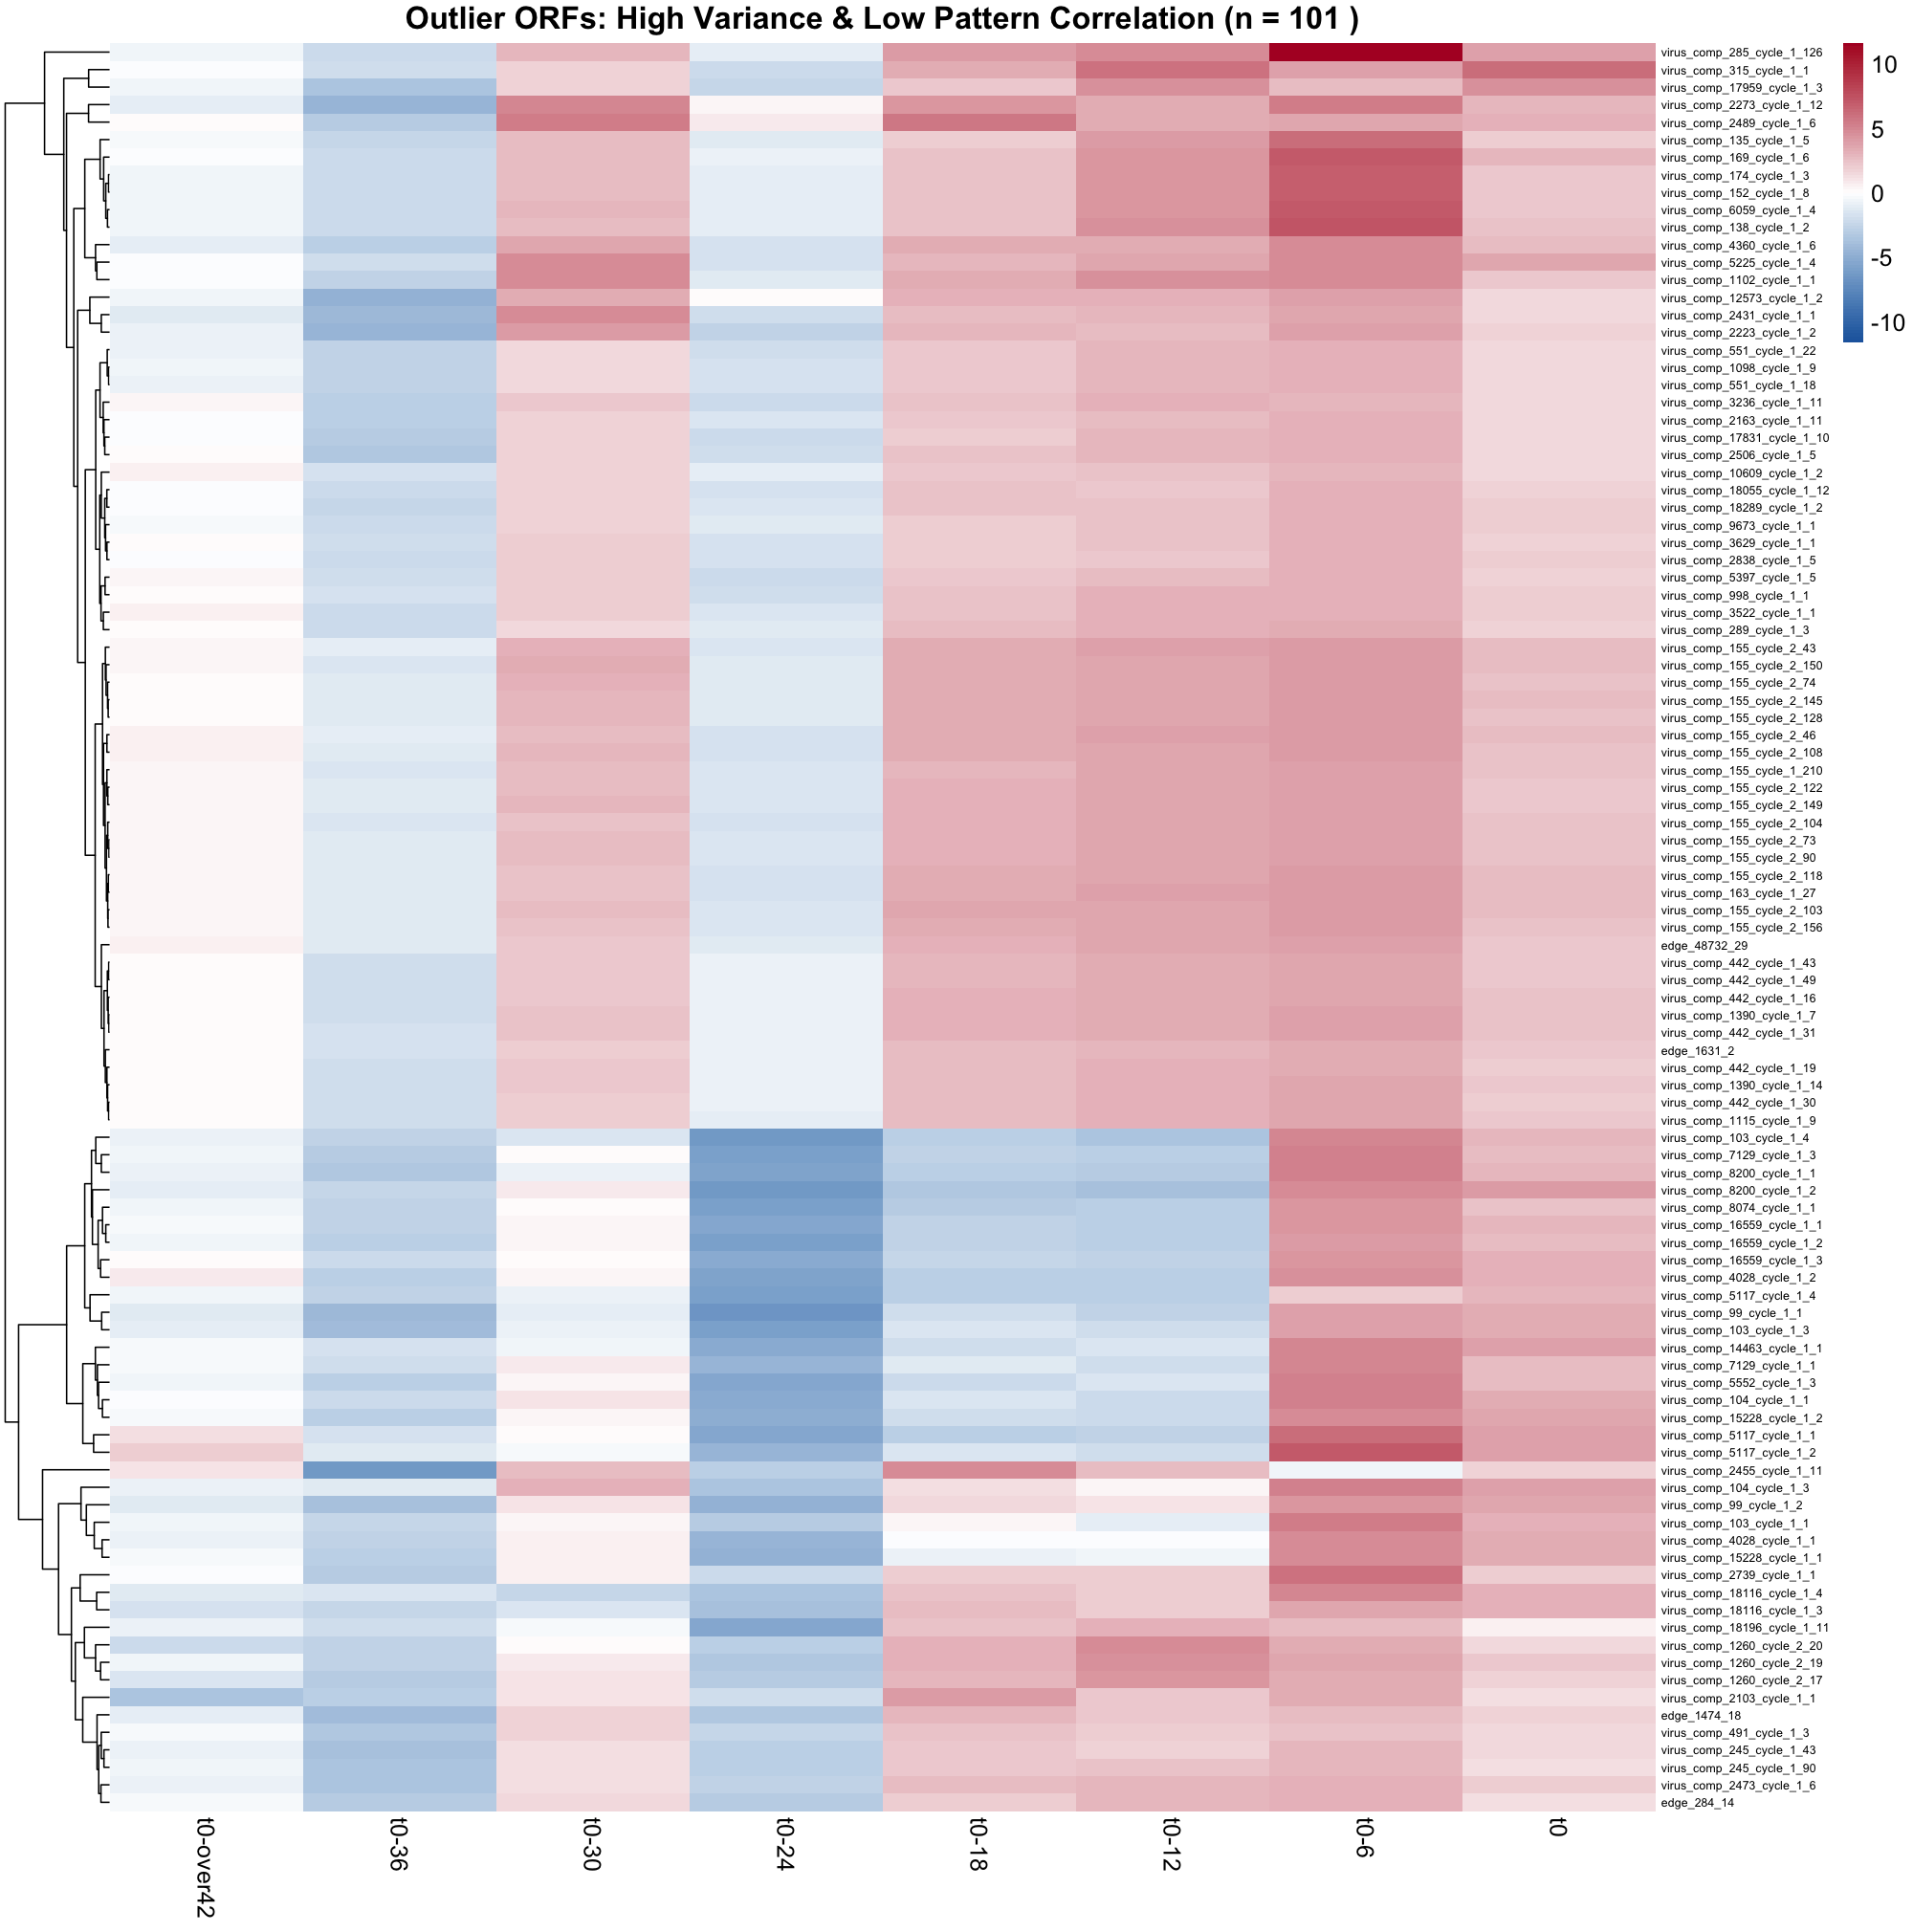 Outlier ORFs: High Variance & Low Pattern Correlation (n = 101 )
virus_comp_285_cycle_1_126
virus_comp_315_cycle_1_1
virus_comp_17959_cycle_1_3
virus_comp_2273_cycle_1_12
virus_comp_2489_cycle_1_6
virus_comp_135_cycle_1_5
virus_comp_169_cycle_1_6
virus_comp_174_cycle_1_3
virus_comp_152_cycle_1_8
virus_comp_6059_cycle_1_4
virus_comp_138_cycle_1_2
virus_comp_4360_cycle_1_6
virus_comp_5225_cycle_1_4
virus_comp_1102_cycle_1_1
virus_comp_12573_cycle_1_2
virus_comp_2431_cycle_1_1
virus_comp_2223_cycle_1_2
virus_comp_551_cycle_1_22
virus_comp_1098_cycle_1_9
virus_comp_551_cycle_1_18
virus_comp_3236_cycle_1_11
virus_comp_2163_cycle_1_11
virus_comp_17831_cycle_1_10
virus_comp_2506_cycle_1_5
virus_comp_10609_cycle_1_2
virus_comp_18055_cycle_1_12
virus_comp_18289_cycle_1_2
virus_comp_9673_cycle_1_1
virus_comp_3629_cycle_1_1
virus_comp_2838_cycle_1_5
virus_comp_5397_cycle_1_5
virus_comp_998_cycle_1_1
virus_comp_3522_cycle_1_1
virus_comp_289_cycle_1_3
virus_comp_155_cycle_2_43
virus_comp_155_cycle_2_150
virus_comp_155_cycle_2_74
virus_comp_155_cycle_2_145
virus_comp_155_cycle_2_128
virus_comp_155_cycle_2_46
virus_comp_155_cycle_2_108
virus_comp_155_cycle_1_210
virus_comp_155_cycle_2_122
virus_comp_155_cycle_2_149
virus_comp_155_cycle_2_104
virus_comp_155_cycle_2_73
virus_comp_155_cycle_2_90
virus_comp_155_cycle_2_118
virus_comp_163_cycle_1_27
virus_comp_155_cycle_2_103
virus_comp_155_cycle_2_156
edge_48732_29
virus_comp_442_cycle_1_43
virus_comp_442_cycle_1_49
virus_comp_442_cycle_1_16
virus_comp_1390_cycle_1_7
virus_comp_442_cycle_1_31
edge_1631_2
virus_comp_442_cycle_1_19
virus_comp_1390_cycle_1_14
virus_comp_442_cycle_1_30
virus_comp_1115_cycle_1_9
virus_comp_103_cycle_1_4
virus_comp_7129_cycle_1_3
virus_comp_8200_cycle_1_1
virus_comp_8200_cycle_1_2
virus_comp_8074_cycle_1_1
virus_comp_16559_cycle_1_1
virus_comp_16559_cycle_1_2
virus_comp_16559_cycle_1_3
virus_comp_4028_cycle_1_2
virus_comp_5117_cycle_1_4
virus_comp_99_cycle_1_1
virus_comp_103_cycle_1_3
virus_comp_14463_cycle_1_1
virus_comp_7129_cycle_1_1
virus_comp_5552_cycle_1_3
virus_comp_104_cycle_1_1
virus_comp_15228_cycle_1_2
virus_comp_5117_cycle_1_1
virus_comp_5117_cycle_1_2
virus_comp_2455_cycle_1_11
virus_comp_104_cycle_1_3
virus_comp_99_cycle_1_2
virus_comp_103_cycle_1_1
virus_comp_4028_cycle_1_1
virus_comp_15228_cycle_1_1
virus_comp_2739_cycle_1_1
virus_comp_18116_cycle_1_4
virus_comp_18116_cycle_1_3
virus_comp_18196_cycle_1_11
virus_comp_1260_cycle_2_20
virus_comp_1260_cycle_2_19
virus_comp_1260_cycle_2_17
virus_comp_2103_cycle_1_1
edge_1474_18
virus_comp_491_cycle_1_3
virus_comp_245_cycle_1_43
virus_comp_245_cycle_1_90
virus_comp_2473_cycle_1_6
edge_284_14
10
5
0
-5
-10
t0-over42
t0-36
t0-30
t0-24
t0-18
t0-12
t0-6
t0